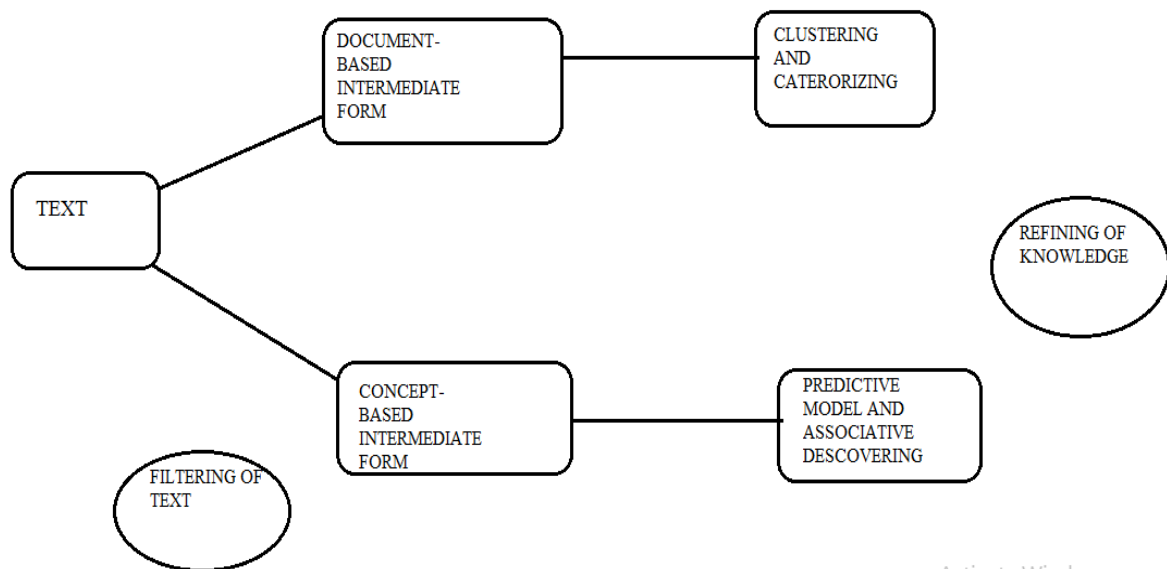 DOCUMENT-
BASED
INTERMEDIATE
FORM
CLUSTERING
AND
CATERORIZING
TEXT
REFINING OF
KNOWLEDGE
CONCEPT-
BASED
INTERMEDIATE
FORM
PREDICTIVE
MODEL AND
ASSOCIATIVE
DESCOVERING
FILTERING OF
TEXT